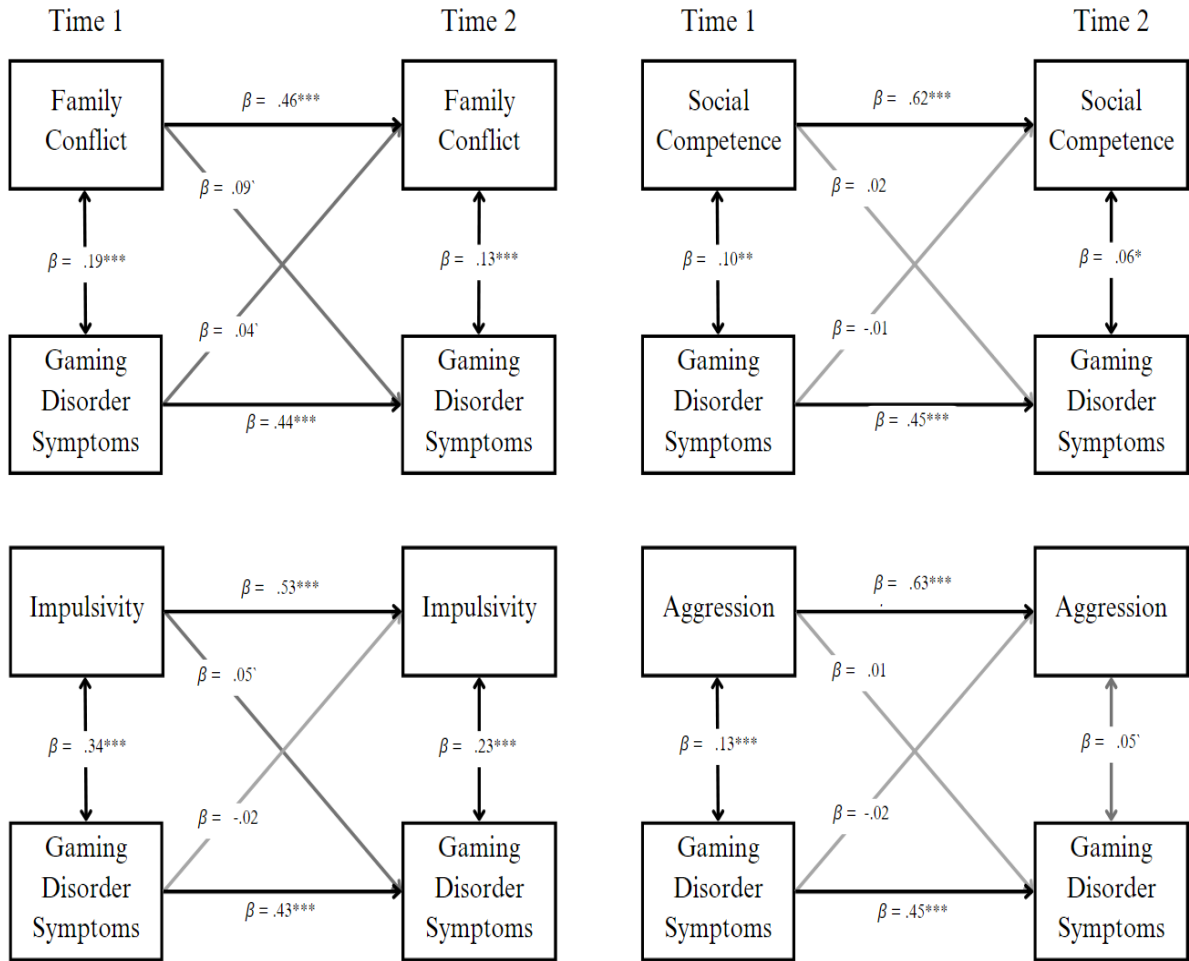 Time 1
Time 2
Time 1
Time 2
Family
Conflict
β = .46***
Family
Conflict
β = .09`
β = .19***
β = .13***
β = .04`
Gaming
Disorder
Symptoms
β = .44***
Gaming
Disorder
Symptoms
Social
Competence
β = .62***
Social
Competence
β = .02
β = .10**
β = .06*
β = -.01
Gaming
Disorder
Symptoms
β = .45***
Gaming
Disorder
Symptoms
Impulsivity
β = .53***
Impulsivity
β = .05`
β = .34***
β = .23***
β = -.02
Gaming
Disorder
Symptoms
β = .43***
Gaming
Disorder
Symptoms
Aggression
β = .63***
Aggression
β = .01
β = .13***
β = .05`
β = -.02
Gaming
Disorder
Symptoms
β = .45***
Gaming
Disorder
Symptoms